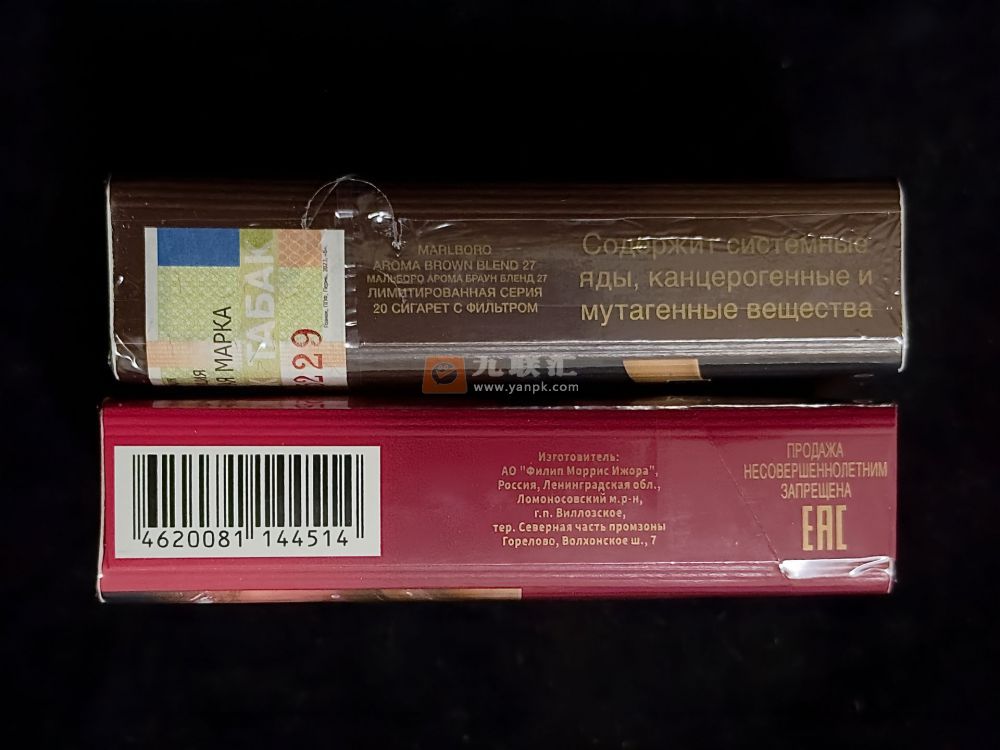 MARLBORO
AROMA BROWN BLEND 27
МАЛЬБОРО АРОМА БРАУН БЛЕНД 27
ЛИМИТИРОВАННАЯ СЕРИЯ
20 СИГАРЕТ С ФИЛЬТРОМ
Содержит системные
яды, канцерогенные и
мутагенные вещества
ТАБАК
МАРКА
229
九联汇
www.yanpk.com
4620081 144514
Изготовитель:
АО "Филип Моррис Ижора",
Россия, Ленинградская обл.,
Ломоносовский м.р-н,
г.п. Виллозское,
тер. Северная часть промзоны
Горелово, Волхонское ш., 7
ПРОДАЖА
НЕСОВЕРШЕННОЛЕТНИМ
ЗАПРЕЩЕНА
EAC